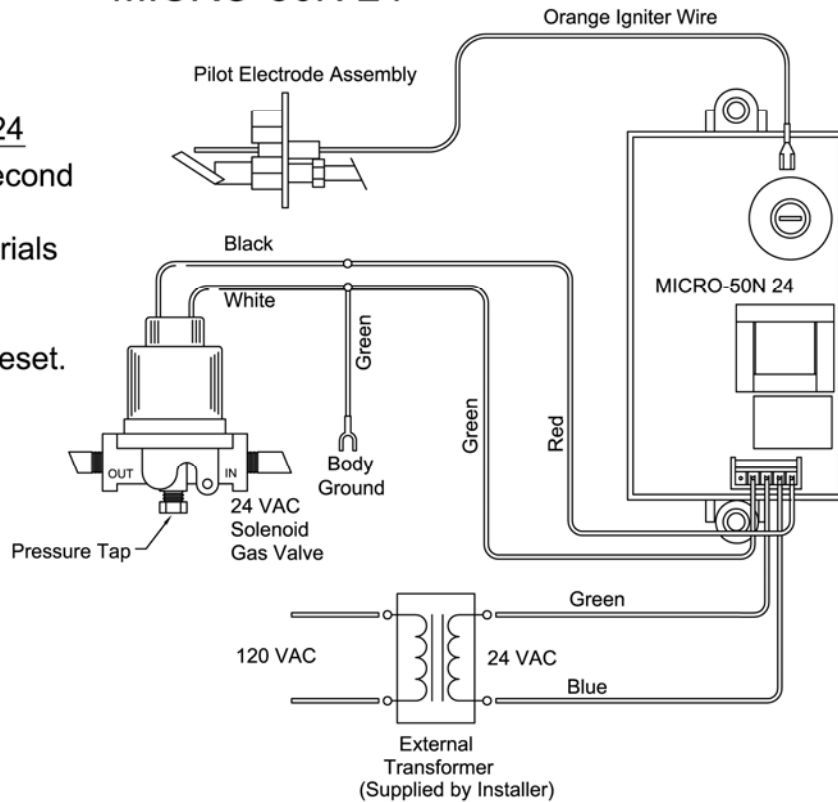 Orange Igniter Wire
Pilot Electrode Assembly
24
Black
White
MICRO-50N 24
Green
Green
Red
eset.
OUT
IN
Body
Ground
24 VAC
Solenoid
Gas Valve
Pressure Tap
Green
120 VAC
24 VAC
Blue
External
Transformer
(Supplied by Installer)